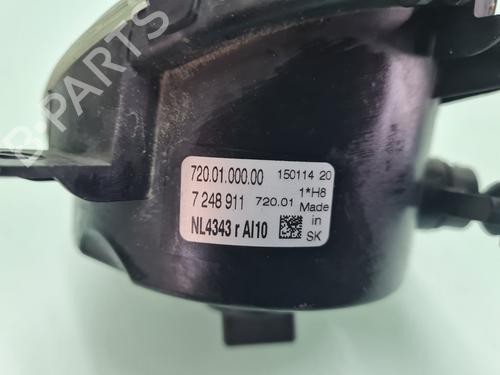 B-PARTS
720.01.000.00 150114 20
1*H8
7 248 911 720.01 Made
in
NL4343 r AI10 SK
B-PARTS